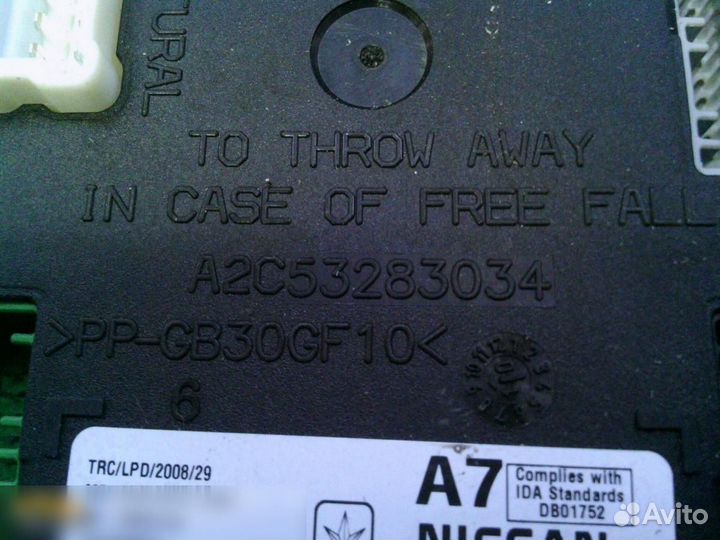 TURAL
TO THROW AWAY
IN CASE OF FREE FALL
A2C53283034
>PP-GB30GF10<
6
TRC/LPD/2008/29
A7
Complies with
IDA Standards
DB01752
NISSAN
Avito